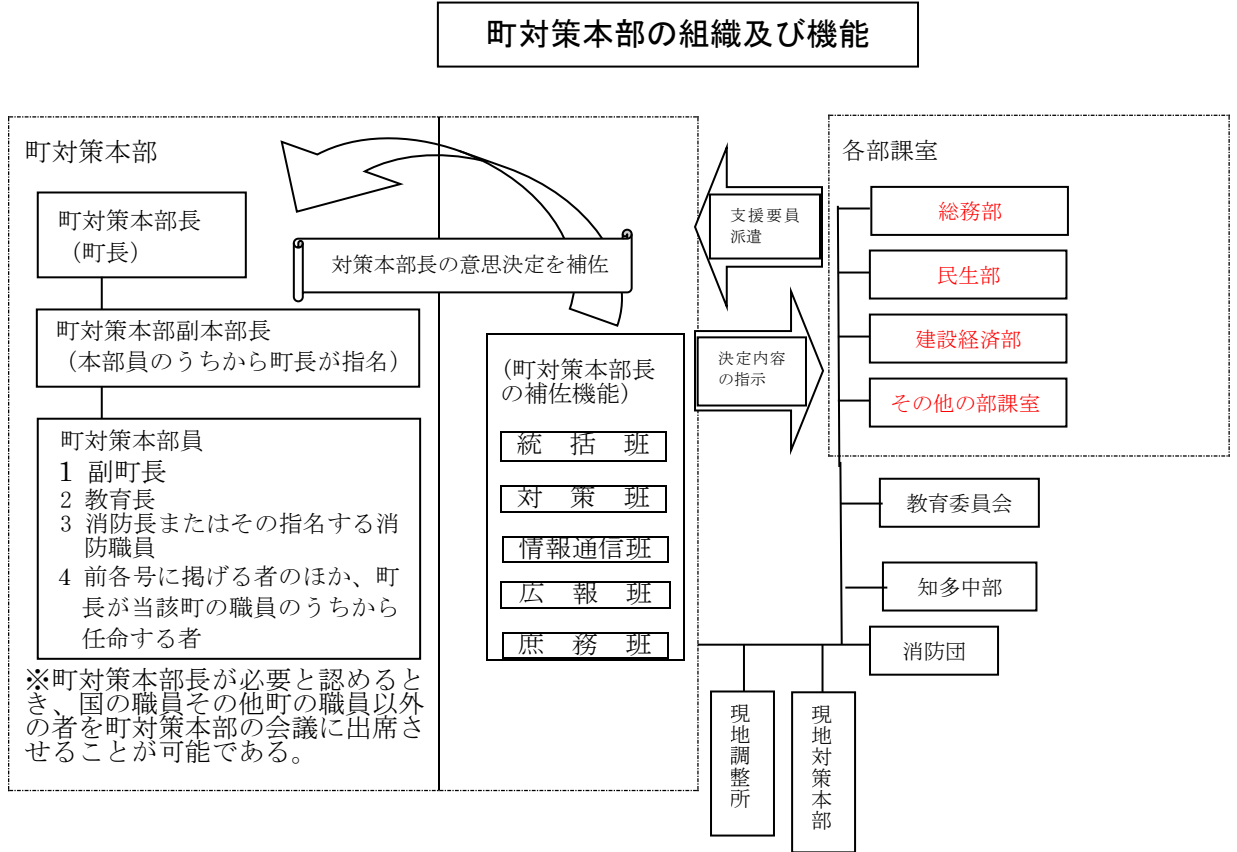 町対策本部の組織及び機能
町対策本部
町対策本部長
(町長)
町対策本部副本部長
(本部員のうちから町長が指名)
町対策本部員
1 副町長
2 教育長
3 消防長またはその指名する消
防職員
4 前各号に掲げる者のほか、町
長が当該町の職員のうちから
任命する者
※町対策本部長が必要と認めると
き、国の職員その他町の職員以外
の者を町対策本部の会議に出席さ
せることが可能である。
対策本部長の意思決定を補佐
(町対策本部長
の補佐機能)
統 括 班
対 策 班
情報通信班
広 報 班
庶 務 班
支援要員
派遣
決定内容
の指示
各部課室
総務部
民生部
建設経済部
その他の部課室
教育委員会
知多中部
消防団
現地調整所
現地対策本部